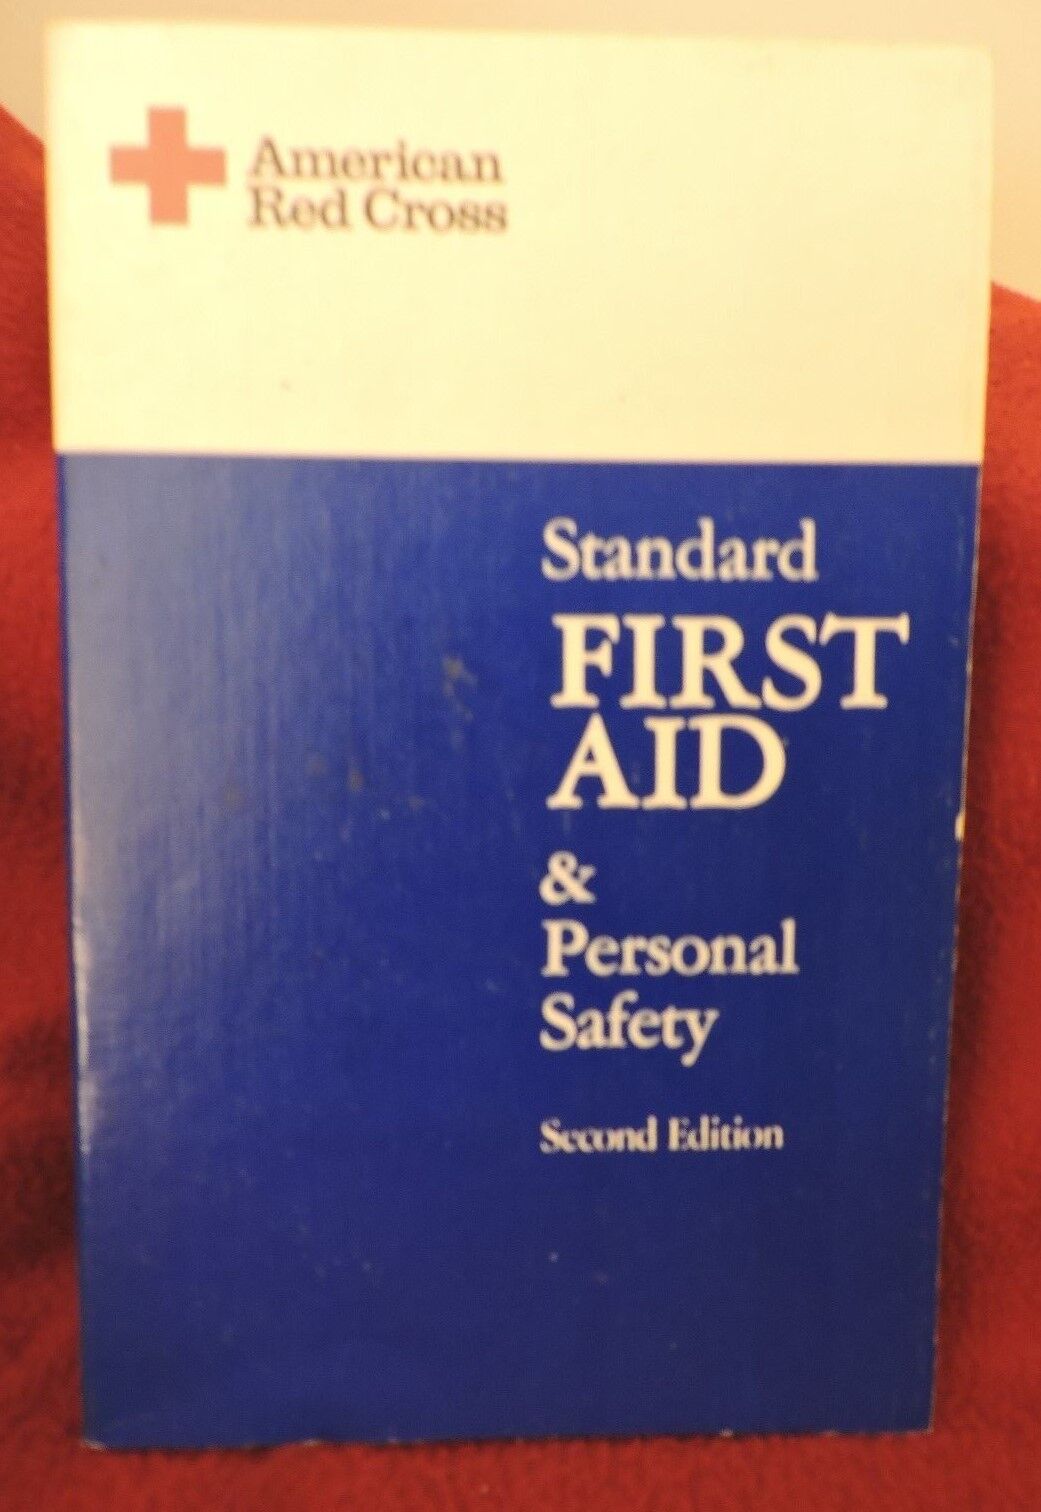 American
Red Cross
Standard
FIRST
AID
&
Personal
Safety
Second Edition